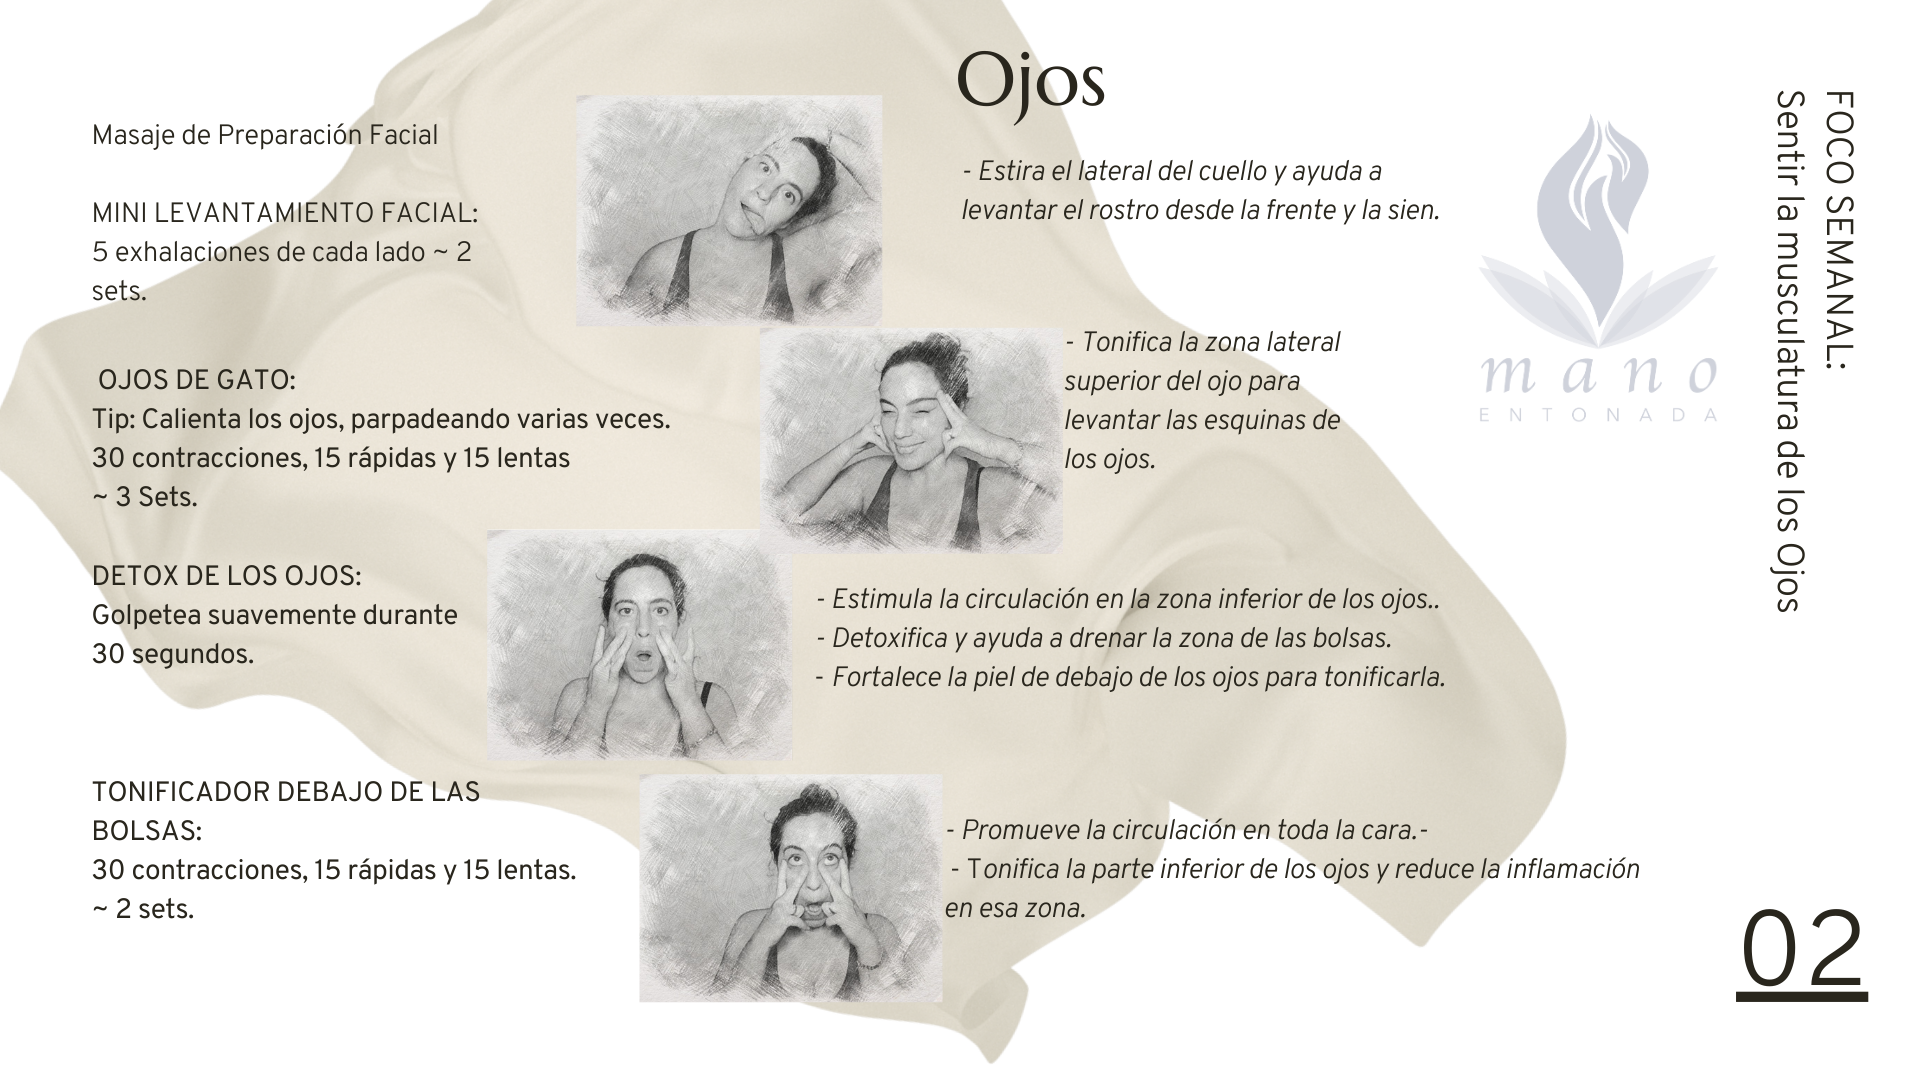 Ojos
Masaje de Preparación Facial
MINI LEVANTAMIENTO FACIAL:
5 exhalaciones de cada lado ~ 2
sets.
- Estira el lateral del cuello y ayuda a
levantar el rostro desde la frente y la sien.
OJOS DE GATO:
Tip: Calienta los ojos, parpadeando varias veces.
30 contracciones, 15 rápidas y 15 lentas
~ 3 Sets.
- Tonifica la zona lateral
superior del ojo para
levantar las esquinas de
los ojos.
DETOX DE LOS OJOS:
Golpetea suavemente durante
30 segundos.
- Estimula la circulación en la zona inferior de los ojos..
- Detoxifica y ayuda a drenar la zona de las bolsas.
- Fortalece la piel de debajo de los ojos para tonificarla.
TONIFICADOR DEBAJO DE LAS
BOLSAS:
30 contracciones, 15 rápidas y 15 lentas.
~ 2 sets.
- Promueve la circulación en toda la cara.-
- Tonifica la parte inferior de los ojos y reduce la inflamación
en esa zona.
mano
ENTONADA
FOCO SEMANAL:
Sentir la musculatura de los Ojos
02